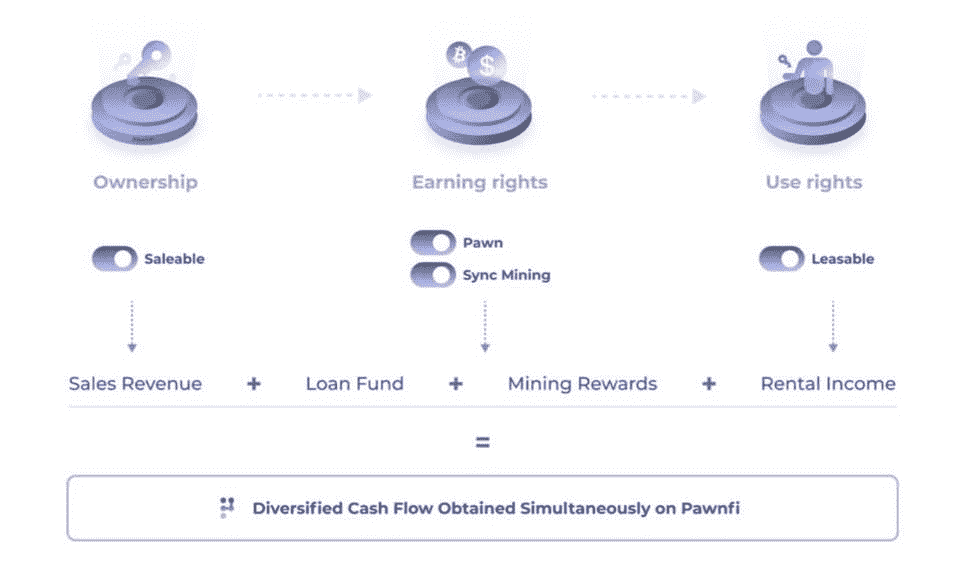 Ownership
Earning rights
Use rights
Saleable
Pawn
Sync Mining
Leasable
Sales Revenue + Loan Fund + Mining Rewards + Rental Income
=
Diversified Cash Flow Obtained Simultaneously on Pawnfi